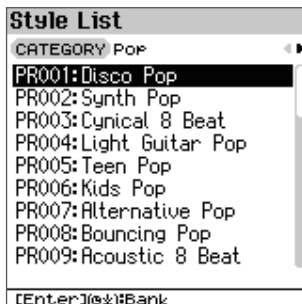 Style List
CATEGORY Pop
PR001:Disco Pop
PR002:Synth Pop
PR003:Cynical 8 Beat
PR004:Light Guitar Pop
PR005:Teen Pop
PR006:Kids Pop
PR007:Alternative Pop
PR008:Bouncing Pop
PR009:Acoustic 8 Beat
[Enter](@*):Bank